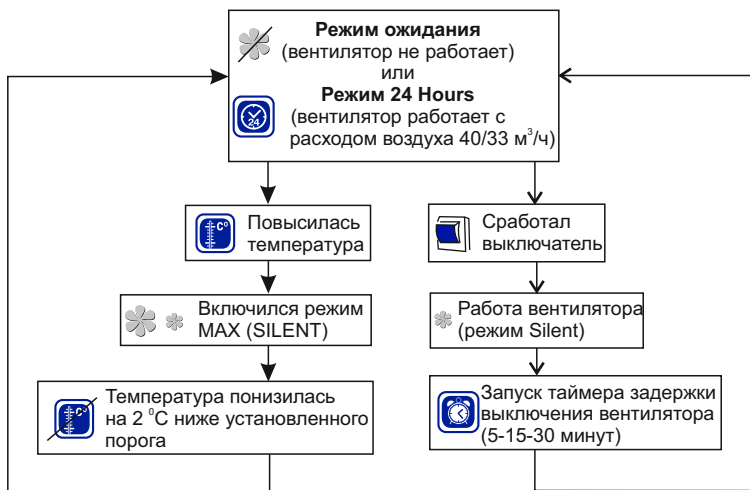 Режим ожидания
(вентилятор не работает)
или
Режим 24 Hours
(вентилятор работает с
расходом воздуха 40/33 м³/ч)
24
C°
Повысилась
температура
Сработал
выключатель
Включился режим
MAX (SILENT)
Работа вентилятора
(режим Silent)
C°
Температура понизилась
на 2 °C ниже установленного
порога
Запуск таймера задержки
выключения вентилятора
(5-15-30 минут)